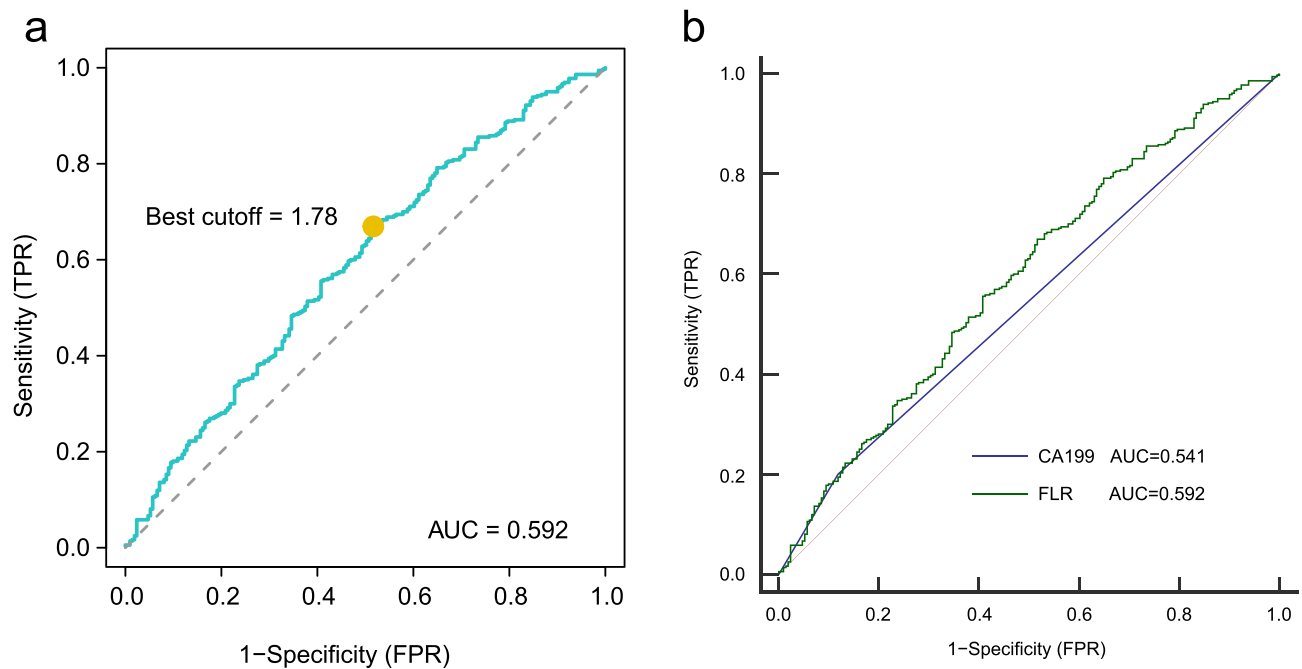 a
1.0
0.8
0.6
0.4
0.2
0.0
Sensitivity (TPR)
Best cutoff = 1.78
AUC = 0.592
0.0 0.2 0.4 0.6 0.8 1.0
1−Specificity (FPR)
b
1.0
0.8
0.6
0.4
0.2
0.0
Sensitivity (TPR)
CA199 AUC=0.541
FLR AUC=0.592
0.0 0.2 0.4 0.6 0.8 1.0
1−Specificity (FPR)